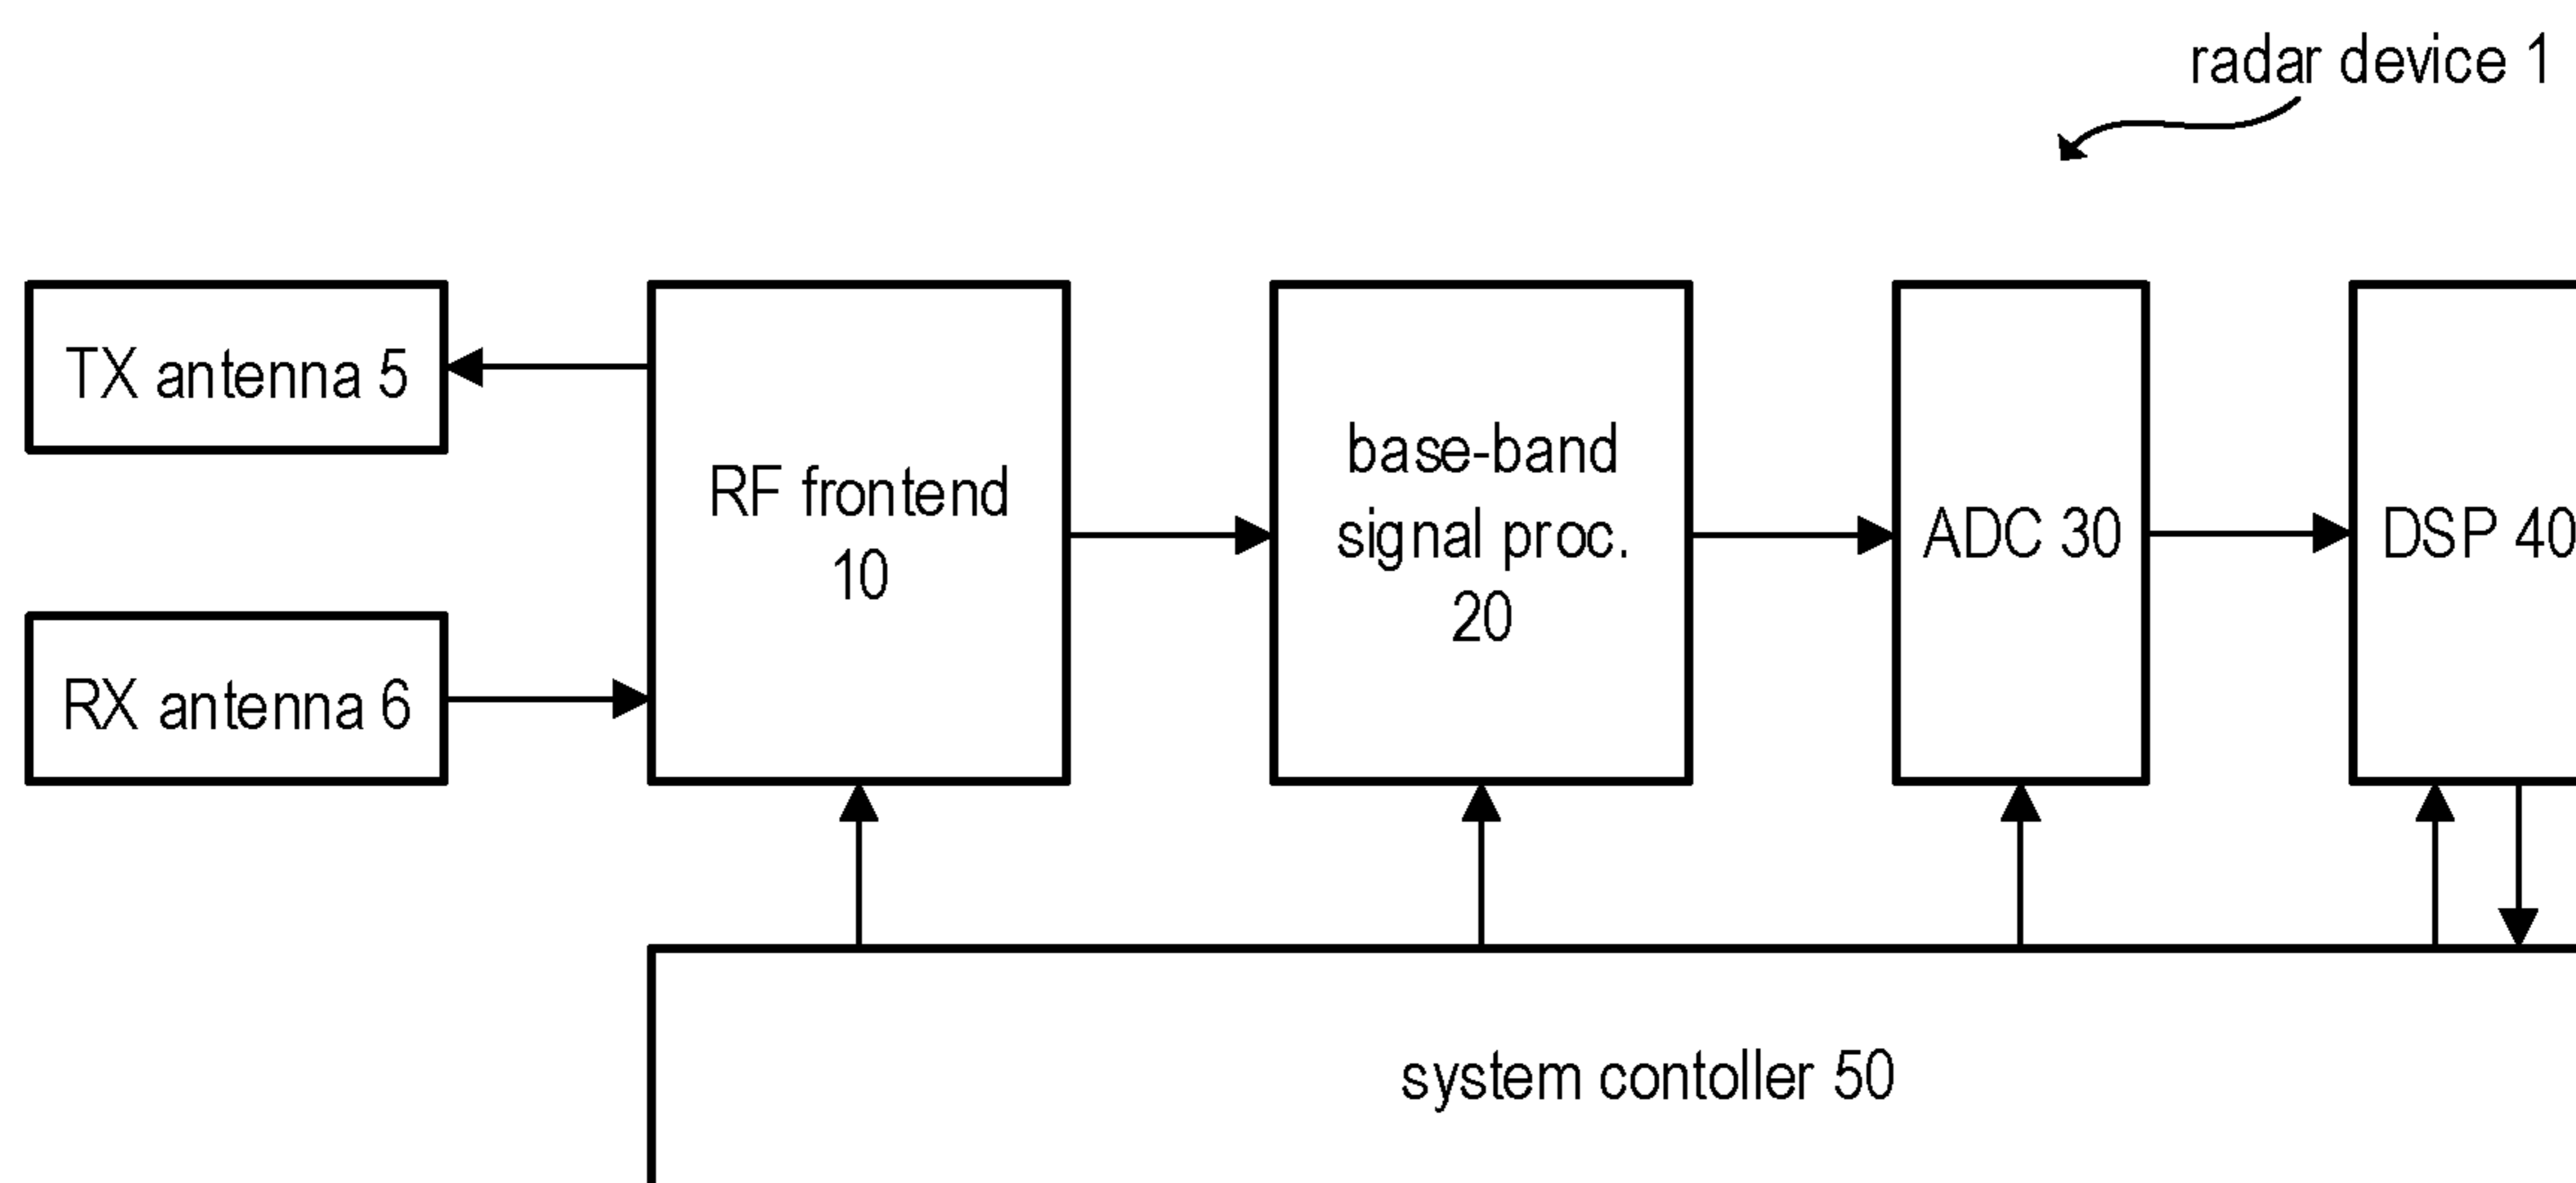 radar device 1
TX antenna 5
RX antenna 6
RF frontend
10
base-band
signal proc.
20
ADC 30
DSP 40
system contoller 50